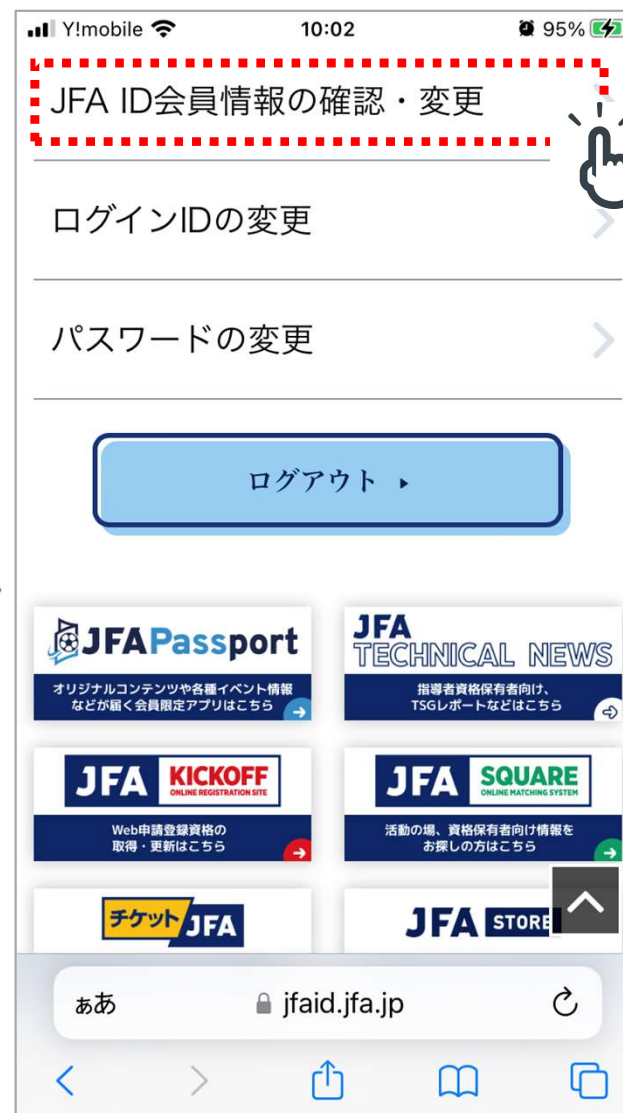 Y!mobile 10:02 95%
JFA ID会員情報の確認・変更
ログインIDの変更
パスワードの変更
ログアウト
JFAPassport
オリジナルコンテンツや各種イベント情報
などが届く会員限定アプリはこちら
JFA
TECHNICAL NEWS
指導者資格保有者向け、
TSGレポートなどはこちら
JFA KICKOFF
ONLINE REGISTRATION SITE
Web申請登録資格の
取得・更新はこちら
JFA SQUARE
ONLINE MATCHING SYSTEM
活動の場、資格保有者向け情報を
お探しの方はこちら
チケットJFA
JFA STORE
ぁあ jfaid.jfa.jp